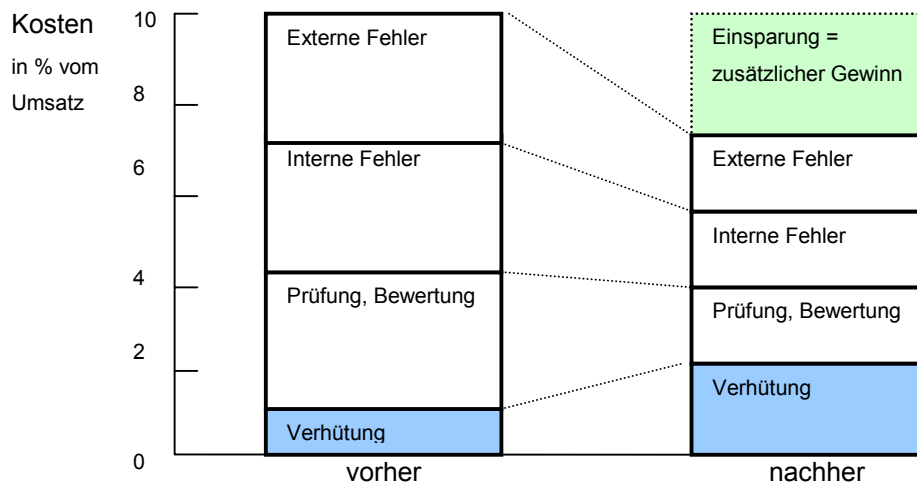 Kosten
in % vom
Umsatz
10
8
6
4
2
0
Externe Fehler
Interne Fehler
Prüfung, Bewertung
Verhütung
vorher
Einsparung =
zusätzlicher Gewinn
Externe Fehler
Interne Fehler
Prüfung, Bewertung
Verhütung
nachher